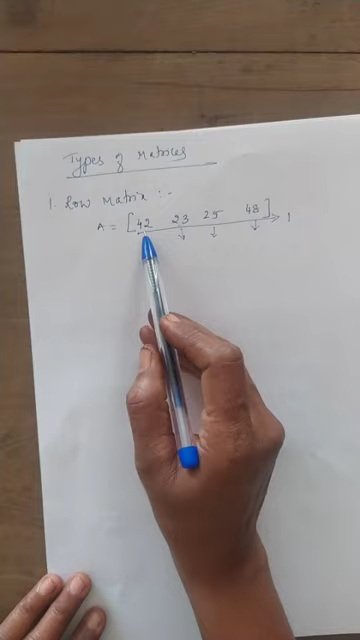 Types of Matrices
1. Row Matrix :-
A = [42 23 25 48] → 1
↓ ↓ ↓